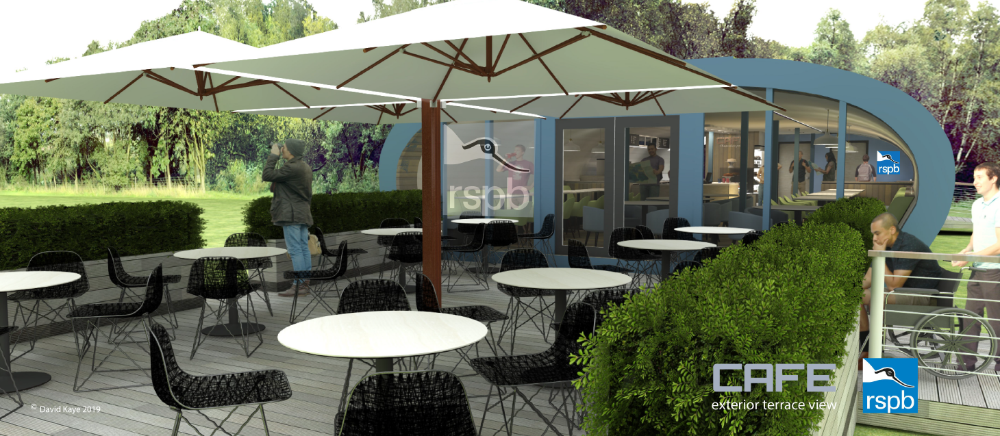 rspb
rspb
CAFE
exterior terrace view
rspb
© David Kaye 2019